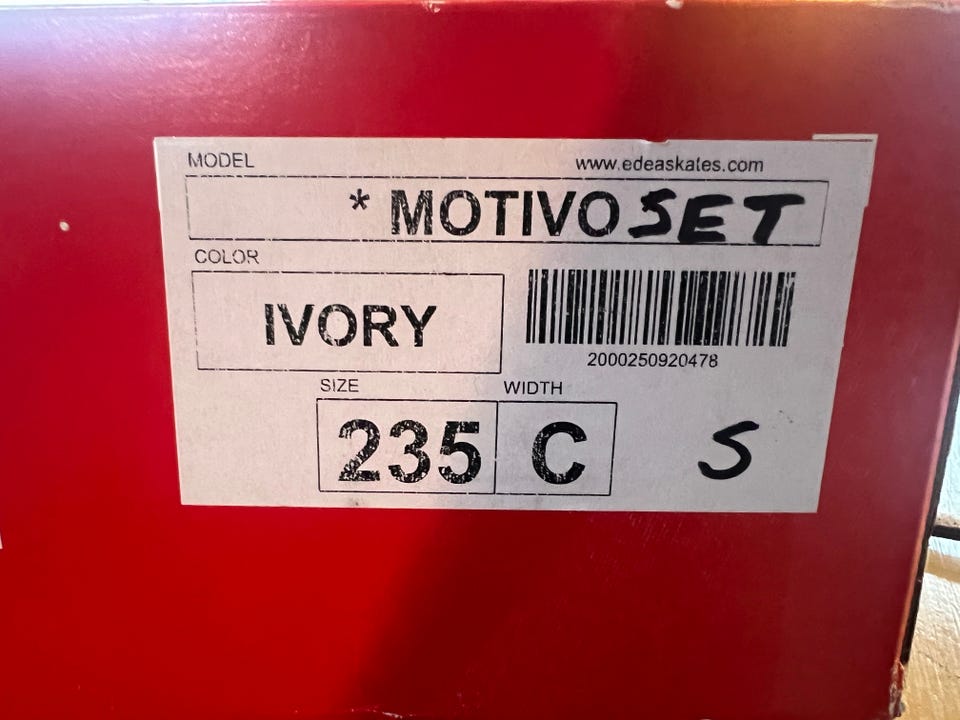 MODEL www.edeaskates.com
* MOTIVO SET
COLOR
IVORY
2000250920478
SIZE WIDTH
235 C S